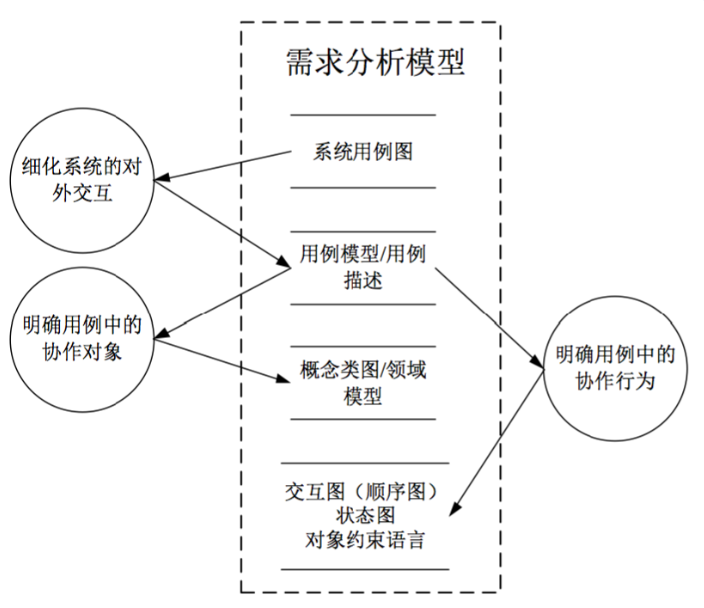 需求分析模型
系统用例图
细化系统的对
外交互
用例模型/用例
描述
明确用例中的
协作对象
概念类图/领域
模型
明确用例中的
协作行为
交互图（顺序图）
状态图
对象约束语言